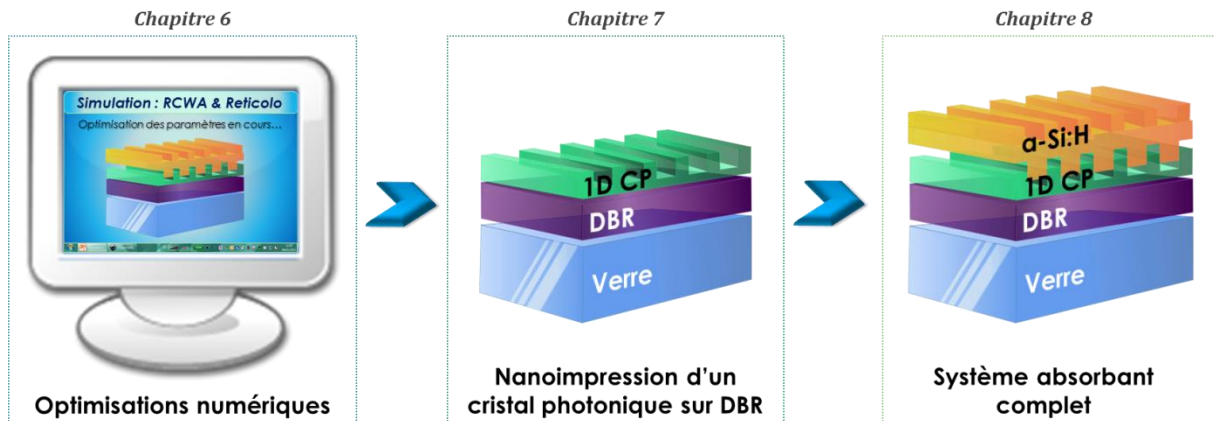 Chapitre 6
Chapitre 7
Chapitre 8
Simulation : RCWA & Reticolo
Optimisation des paramètres en cours...
1D CP
DBR
Verre
a-Si:H
1D CP
DBR
Verre
Optimisations numériques
Nanoimpression d'un
cristal photonique sur DBR
Système absorbant
complet